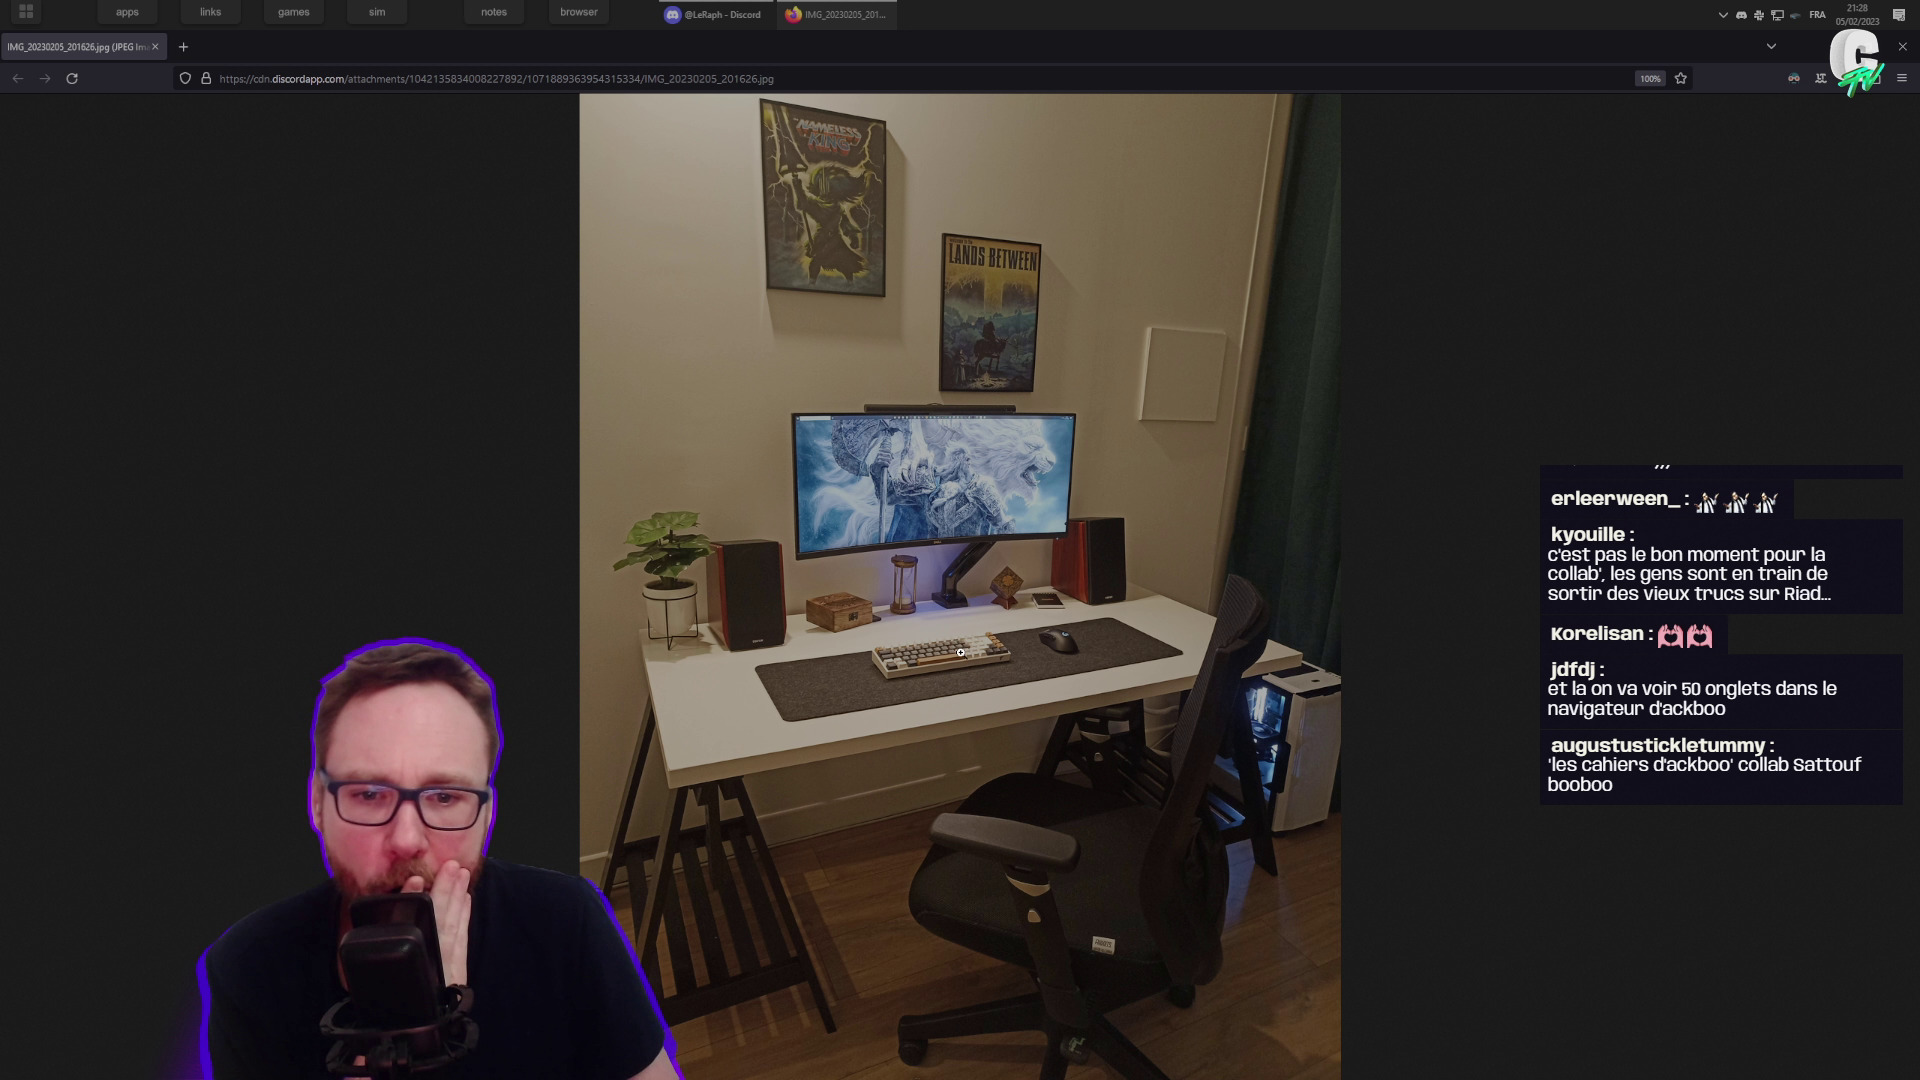 apps
links
games
sim
notes
browser
@LeRaph - Discord
IMG_20230205_201...
FRA
21:28
05/02/2023
IMG_20230205_201626.jpg (JPEG Im
https://cdn.discordapp.com/attachments/1042135834008227892/1071889363954315334/IMG_20230205_201626.jpg
100%
C
TV
NAMELESS
KING
LANDS BETWEEN
erleerween_ :
kyouille :
c'est pas le bon moment pour la
collab', les gens sont en train de
sortir des vieux trucs sur Riad...
Korelisan :
jdfdj :
et la on va voir 50 onglets dans le
navigateur d'ackboo
augustustickletummy :
'les cahiers d'ackboo' collab Sattouf
booboo